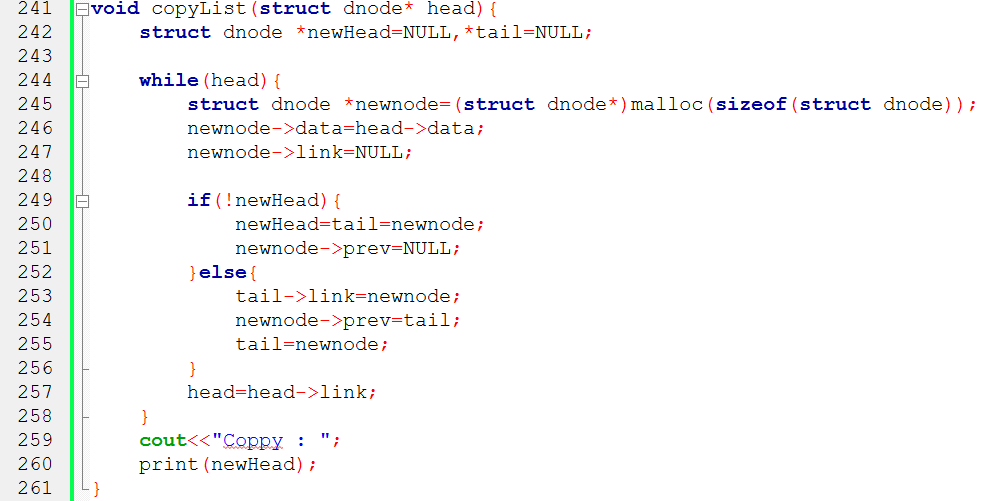 241 void copyList(struct dnode* head){
242 struct dnode *newHead=NULL,*tail=NULL;
243
244 while(head){
245 struct dnode *newnode=(struct dnode*)malloc(sizeof(struct dnode));
246 newnode->data=head->data;
247 newnode->link=NULL;
248
249 if(!newHead){
250 newHead=tail=newnode;
251 newnode->prev=NULL;
252 }else{
253 tail->link=newnode;
254 newnode->prev=tail;
255 tail=newnode;
256 }
257 head=head->link;
258 }
259 cout<<"Coppy : ";
260 print(newHead);
261 }